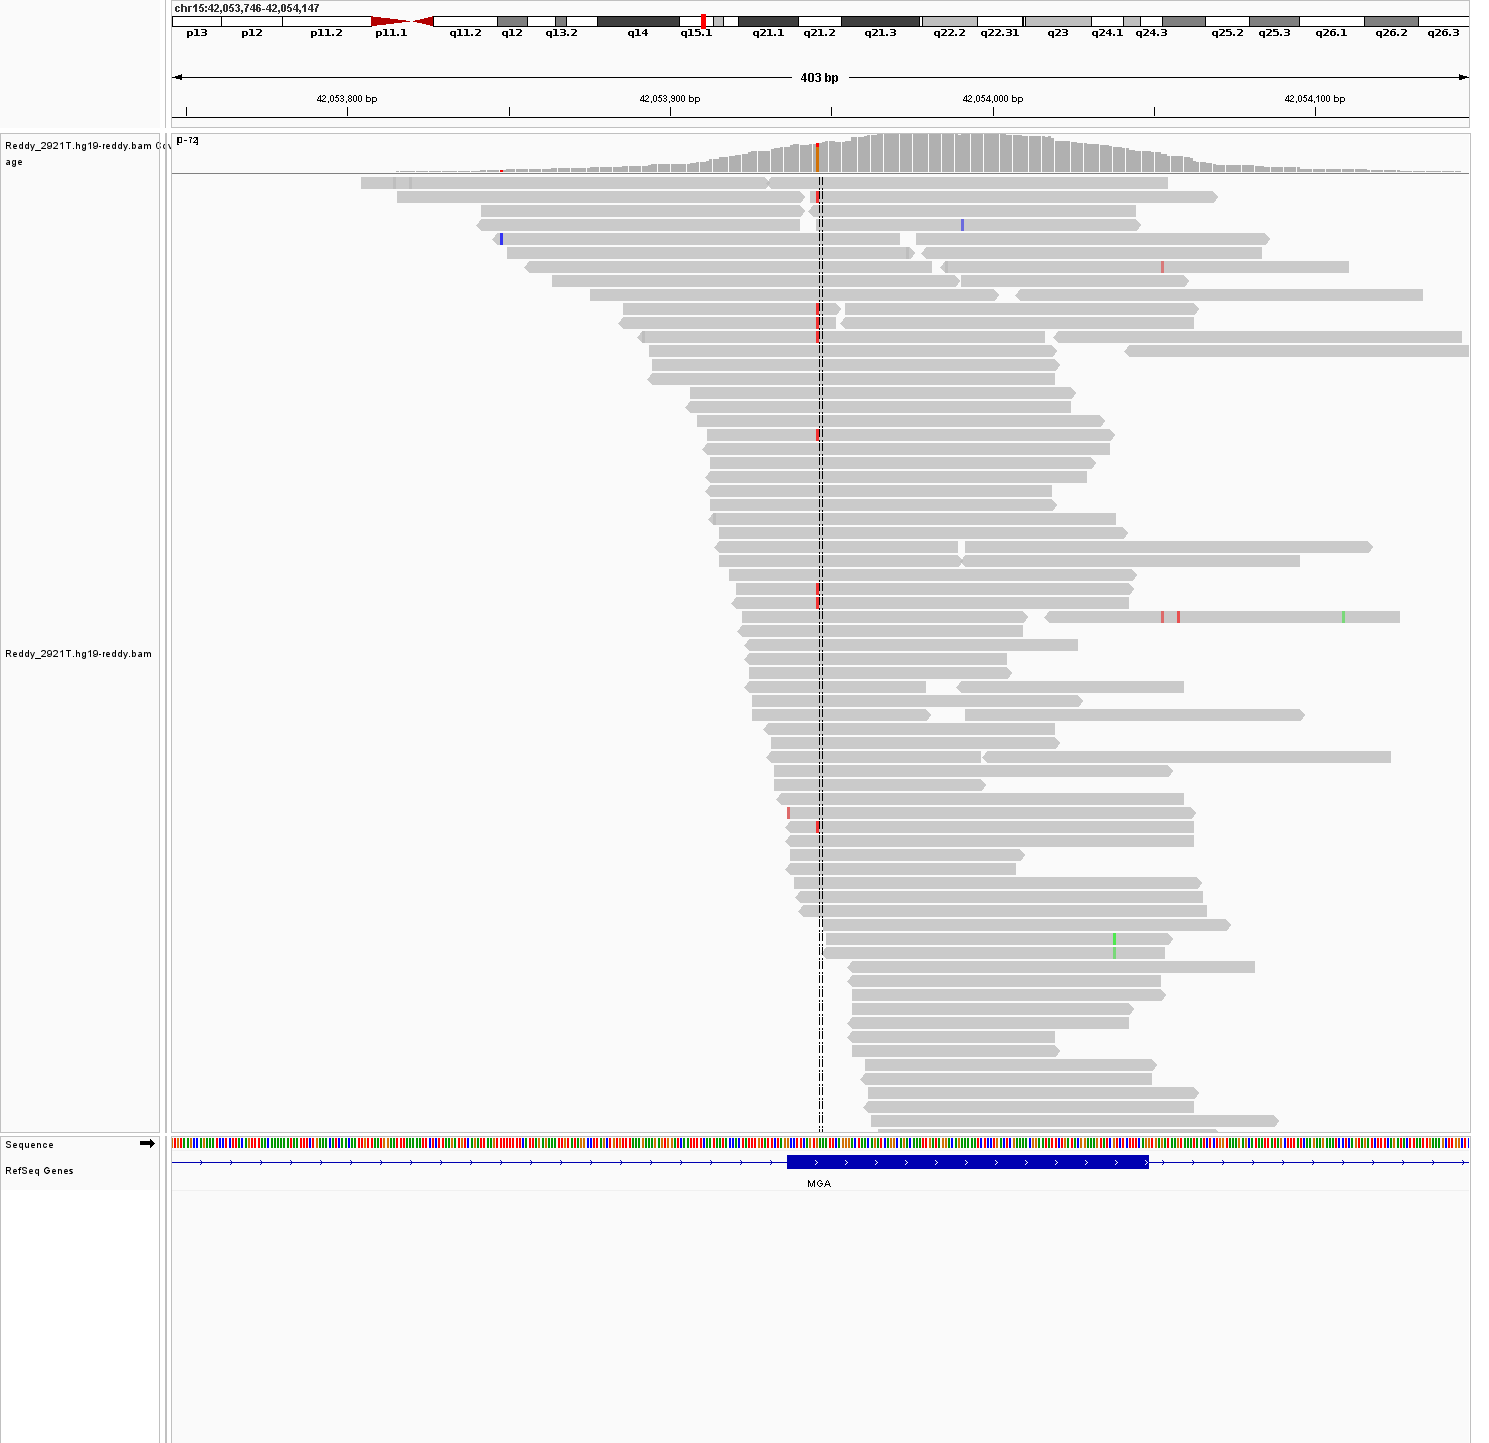 chr15:42,053,746-42,054,147
p13 p12 p11.2 p11.1 q11.2 q12 q13.2 q14 q15.1 q21.1 q21.2 q21.3 q22.2 q22.31 q23 q24.1 q24.3 q25.2 q25.3 q26.1 q26.2 q26.3
403 bp
42,053,800 bp 42,053,900 bp 42,054,000 bp 42,054,100 bp
Reddy_2921T.hg19-reddy.bam Cov
age
[0-72]
Reddy_2921T.hg19-reddy.bam
Sequence
RefSeq Genes
MGA